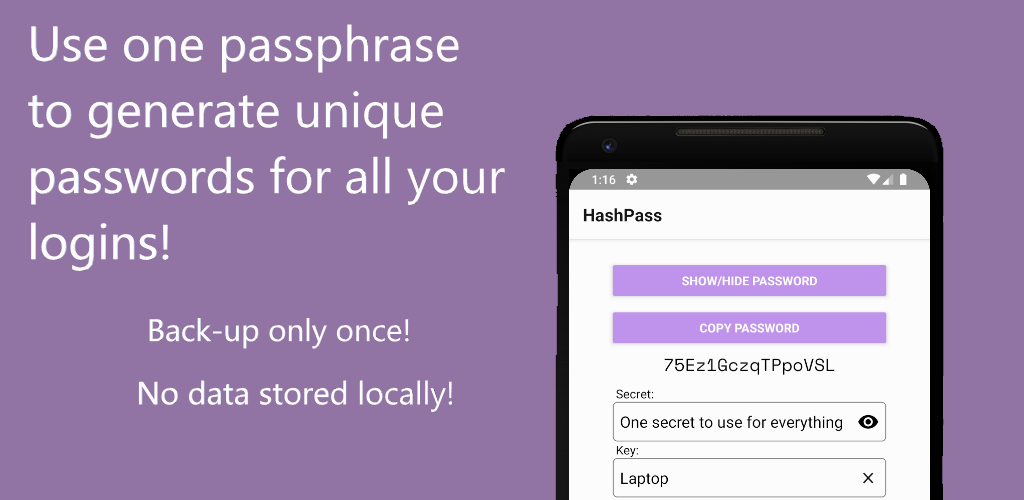 Use one passphrase
to generate unique
passwords for all your
logins!
Back-up only once!
No data stored locally!
1:16
HashPass
SHOW/HIDE PASSWORD
COPY PASSWORD
75Ez1GczqTPpoVSL
Secret:
One secret to use for everything
Key:
Laptop